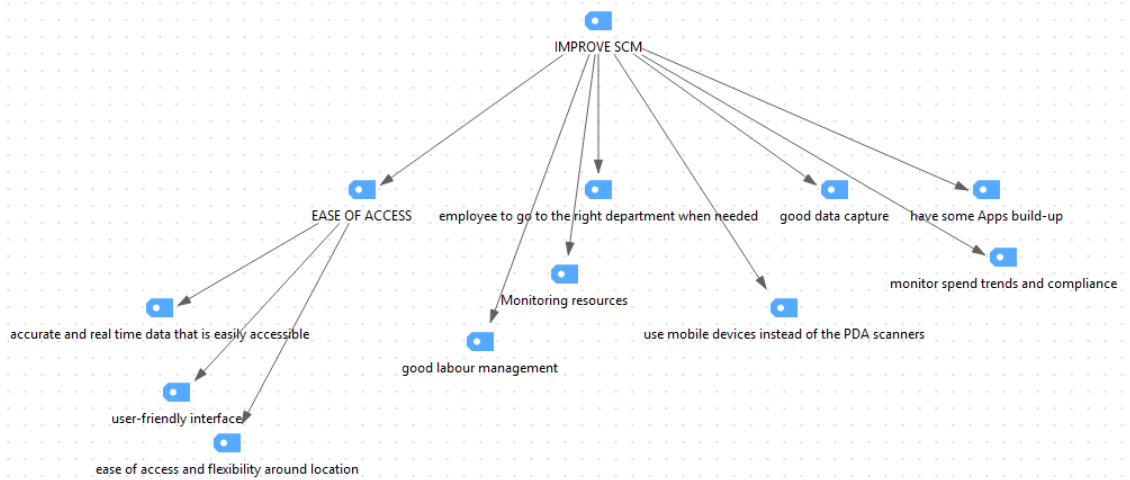 IMPROVE SCM
EASE OF ACCESS
employee to go to the right department when needed
good data capture
have some Apps build-up
monitor spend trends and compliance
Monitoring resources
accurate and real time data that is easily accessible
use mobile devices instead of the PDA scanners
good labour management
user-friendly interface
ease of access and flexibility around location